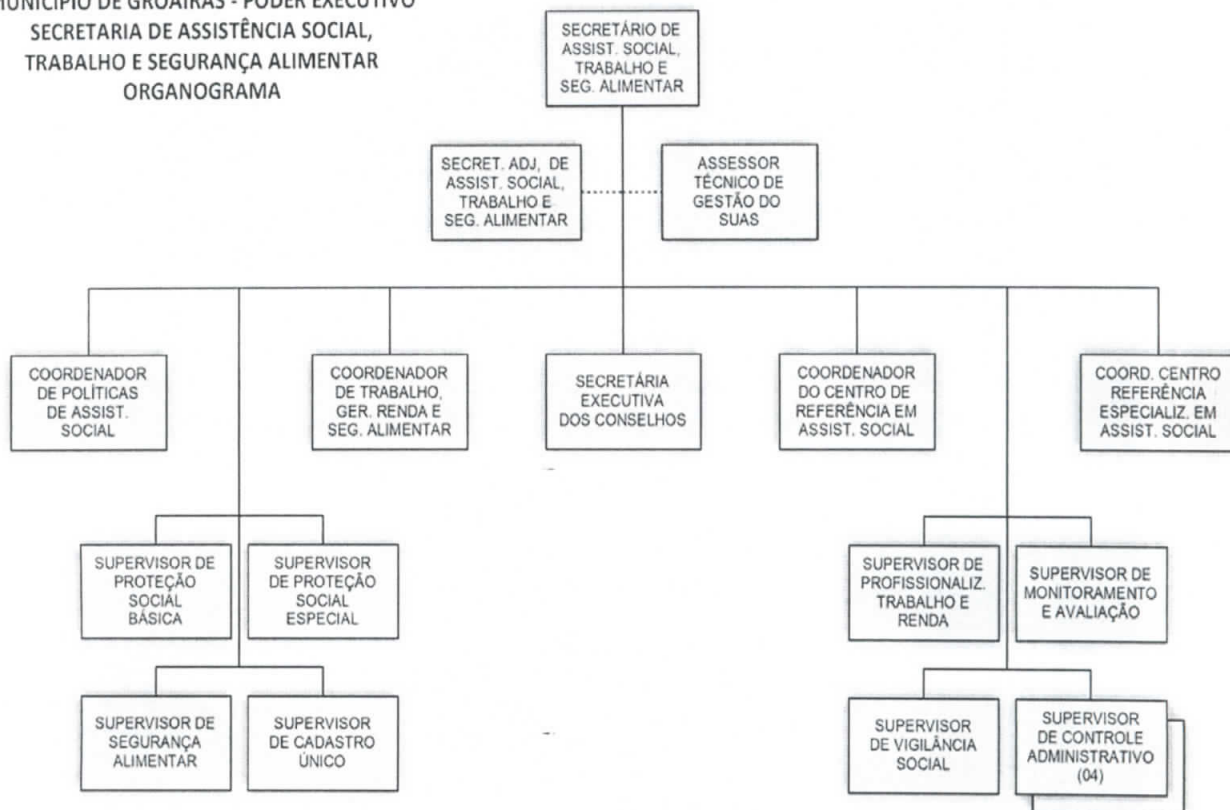 MUNICÍPIO DE GROAÍRAS - PODER EXECUTIVO
SECRETARIA DE ASSISTÊNCIA SOCIAL,
TRABALHO E SEGURANÇA ALIMENTAR
ORGANOGRAMA
SECRETÁRIO DE
ASSIST. SOCIAL,
TRABALHO E
SEG. ALIMENTAR
SECRET. ADJ, DE
ASSIST. SOCIAL,
TRABALHO E
SEG. ALIMENTAR
ASSESSOR
TÉCNICO DE
GESTÃO DO
SUAS
COORDENADOR
DE POLÍTICAS
DE ASSIST.
SOCIAL
COORDENADOR
DE TRABALHO,
GER. RENDA E
SEG. ALIMENTAR
SECRETÁRIA
EXECUTIVA
DOS CONSELHOS
COORDENADOR
DO CENTRO DE
REFERÊNCIA EM
ASSIST. SOCIAL
COORD. CENTRO
REFERÊNCIA
ESPECIALIZ. EM
ASSIST. SOCIAL
SUPERVISOR DE
PROTEÇÃO
SOCIAL
BÁSICA
SUPERVISOR
DE PROTEÇÃO
SOCIAL
ESPECIAL
SUPERVISOR DE
PROFISSIONALIZ.
TRABALHO E
RENDA
SUPERVISOR DE
MONITORAMENTO
E AVALIAÇÃO
SUPERVISOR DE
SEGURANÇA
ALIMENTAR
SUPERVISOR
DE CADASTRO
ÚNICO
SUPERVISOR
DE VIGILÂNCIA
SOCIAL
SUPERVISOR
DE CONTROLE
ADMINISTRATIVO
(04)